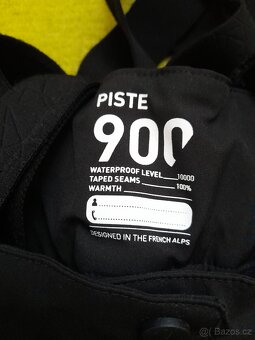 PISTE
900
WATERPROOF LEVEL 10000
TAPED SEAMS 100%
WARMTH
DESIGNED IN THE FRENCH ALPS
Bazos.cz